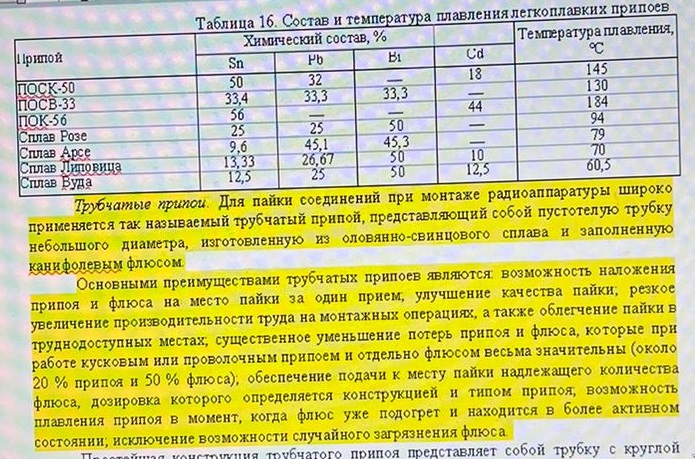 Таблица 16. Состав и температура плавления легкоплавких припоев
Припой Химический состав, % Температура плавления, °С
Sn Pb Bi Cd
ПОСК-50 50 32 — 18 145
ПОСВ-33 33,4 33,3 33,3 — 130
ПОК-56 56 — — 44 184
Сплав Розе 25 25 50 — 94
Сплав Арсе 9,6 45,1 45,3 — 79
Сплав Липовица 13,33 26,67 50 10 70
Сплав Вуда 12,5 25 50 12,5 60,5
Трубчатые припои. Для пайки соединений при монтаже радиоаппаратуры широко
применяется так называемый трубчатый припой, представляющий собой пустотелую трубку
небольшого диаметра, изготовленную из оловянно-свинцового сплава и заполненную
канифолевым флюсом.
Основными преимуществами трубчатых припоев являются: возможность наложения
припоя и флюса на место пайки за один прием; улучшение качества пайки; резкое
увеличение производительности труда на монтажных операциях, а также облегчение пайки в
труднодоступных местах; существенное уменьшение потерь припоя и флюса, которые при
работе кусковым или проволочным припоем и отдельно флюсом весьма значительны (около
20 % припоя и 50 % флюса); обеспечение подачи к месту пайки надлежащего количества
флюса, дозировка которого определяется конструкцией и типом припоя; возможность
плавления припоя в момент, когда флюс уже подогрет и находится в более активном
состоянии; исключение возможности случайного загрязнения флюса.
Простейшая конструкция трубчатого припоя представляет собой трубку с круглой